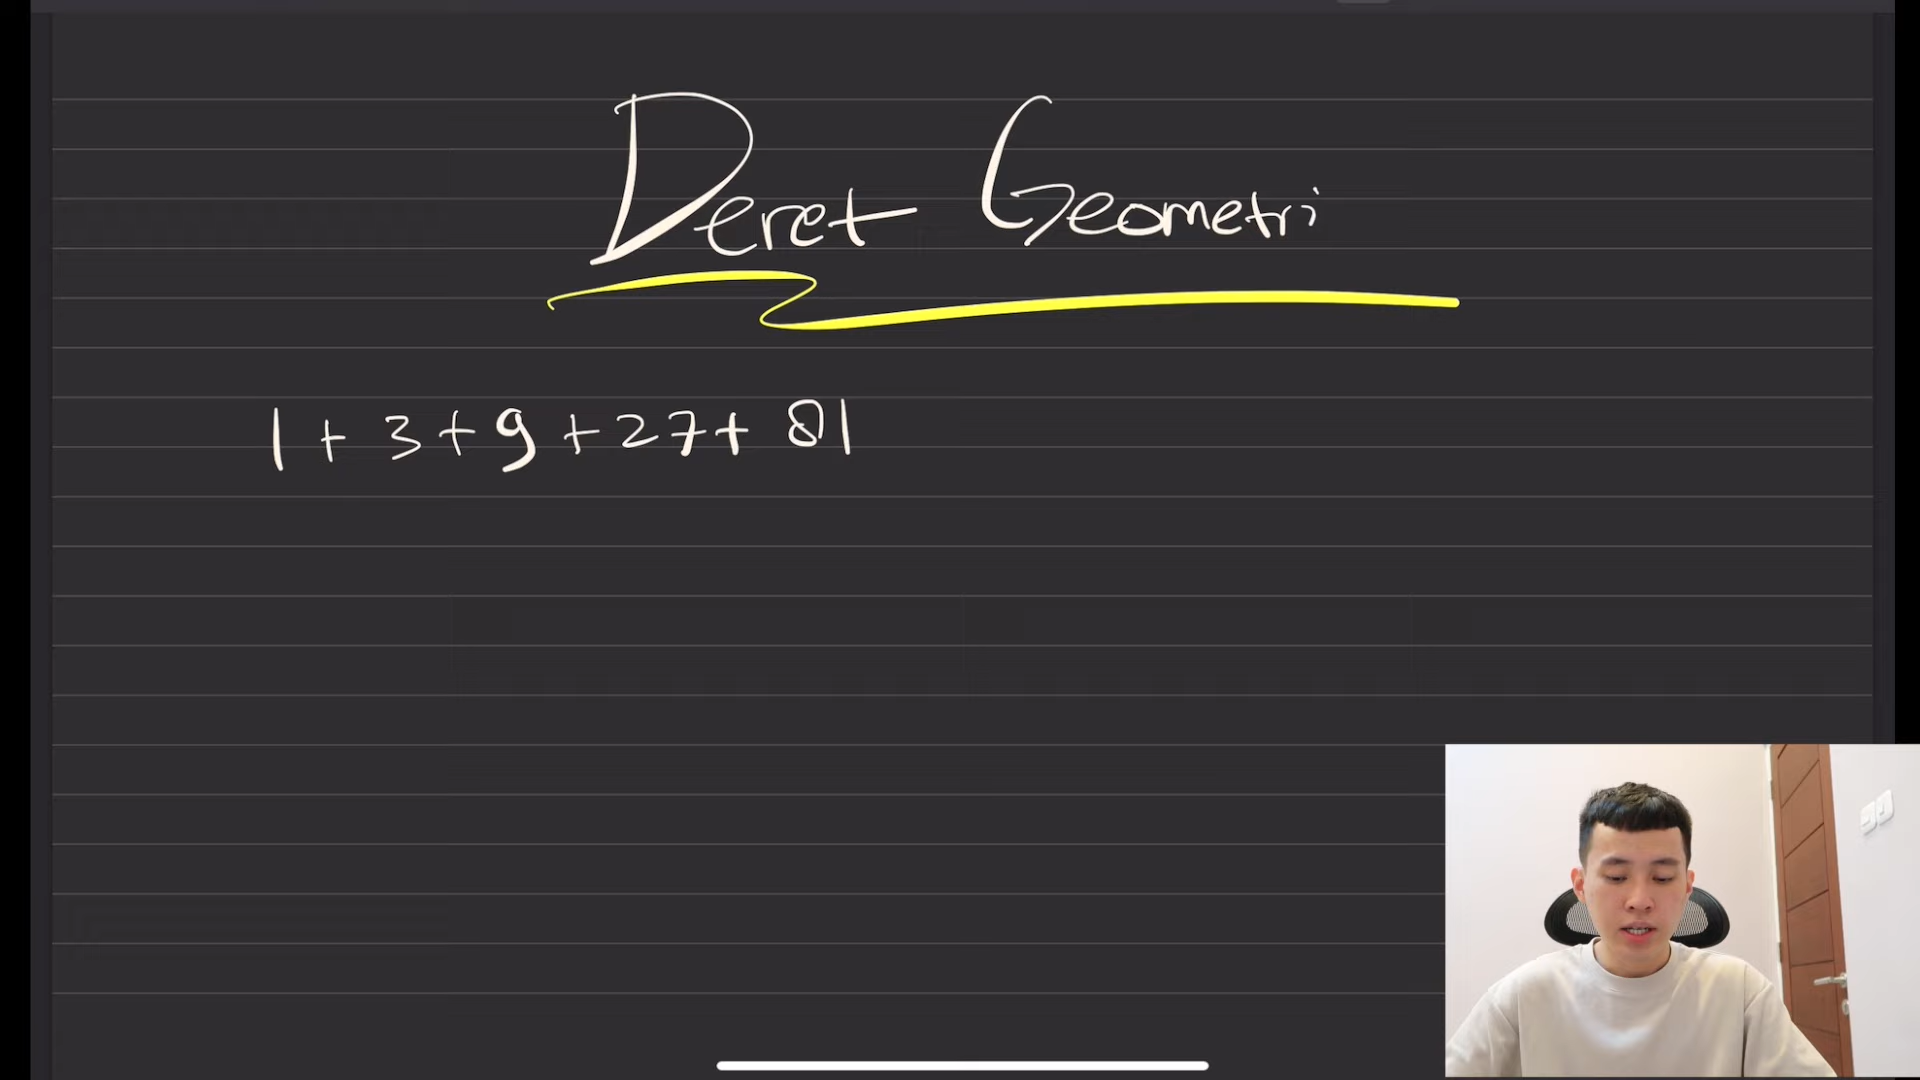 Deret Geometri
1 + 3 + 9 + 27 + 81